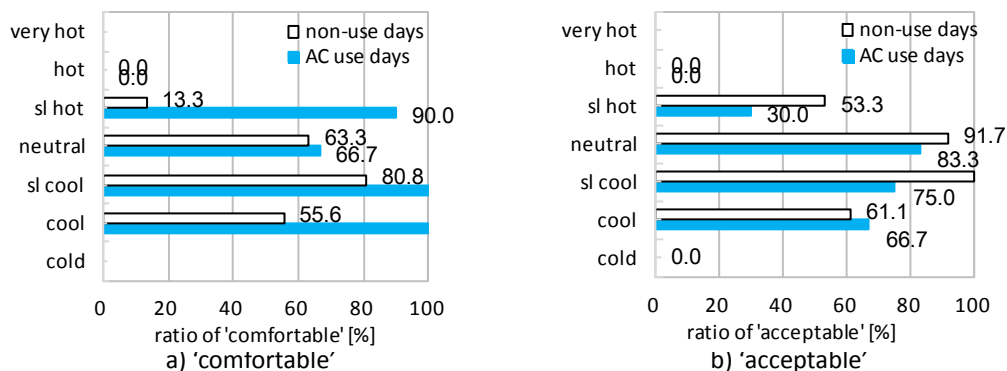 very hot
non-use days
AC use days
hot
0.0
0.0
sl hot
13.3
90.0
neutral
63.3
66.7
sl cool
80.8
cool
55.6
cold
0 20 40 60 80 100
ratio of 'comfortable' [%]
a) ‘comfortable’
very hot
non-use days
AC use days
hot
0.0
0.0
sl hot
53.3
30.0
neutral
91.7
83.3
sl cool
75.0
cool
61.1
66.7
cold
0.0
0 20 40 60 80 100
ratio of 'acceptable' [%]
b) ‘acceptable’